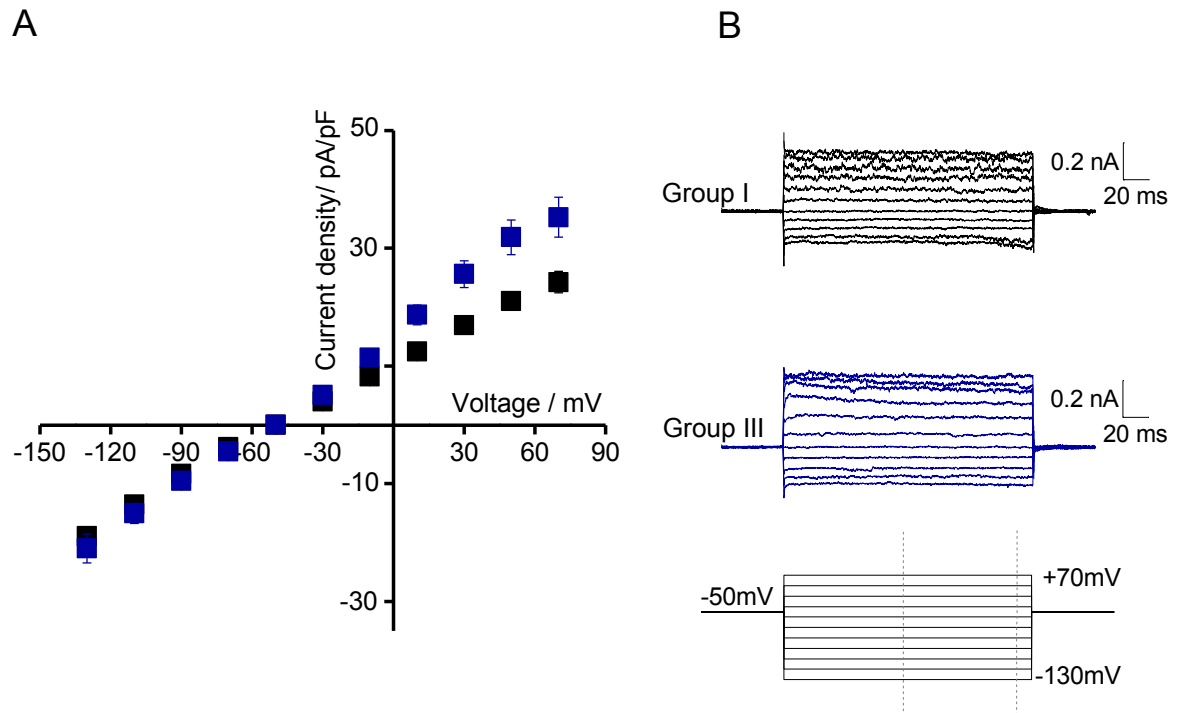 A
B
50
30
-10
-30
Current density/ pA/pF
Voltage / mV
-150 -120 -90 -60 -30 30 60 90
Group I
0.2 nA
20 ms
Group III
0.2 nA
20 ms
-50mV
+70mV
-130mV